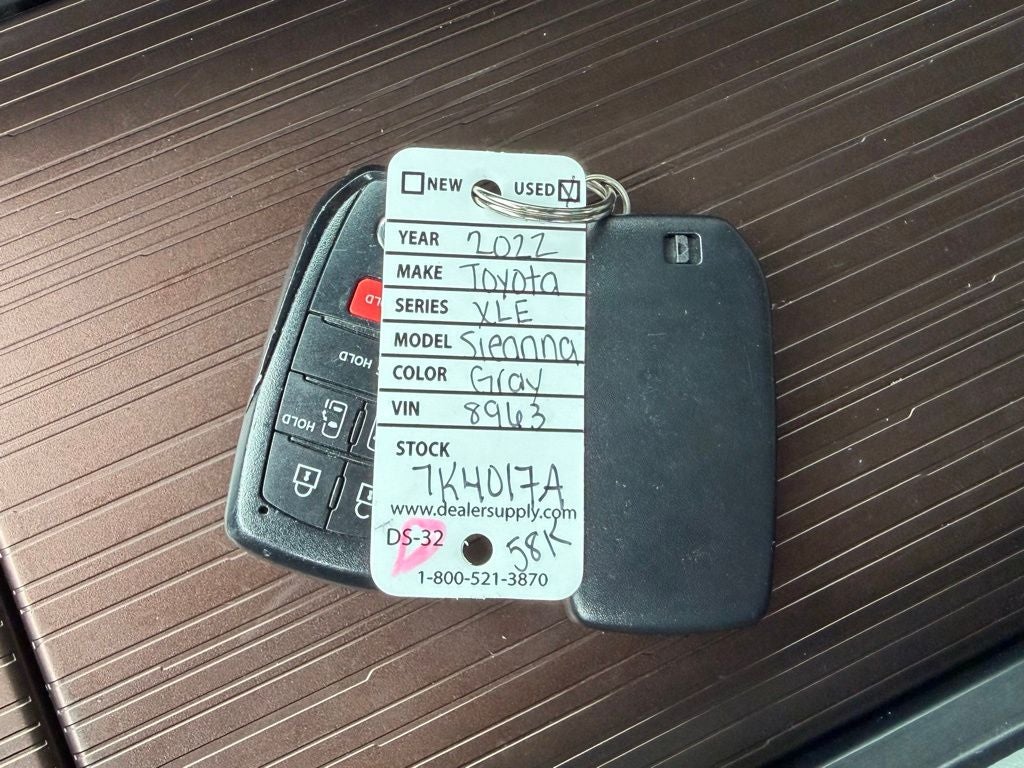 NEW USED
YEAR 2022
MAKE Toyota
SERIES XLE
MODEL Sieanna
COLOR Gray
VIN 8963
STOCK
7K4017A
www.dealersupply.com
DS-32 58K
1-800-521-3870
HOLD
HOLD